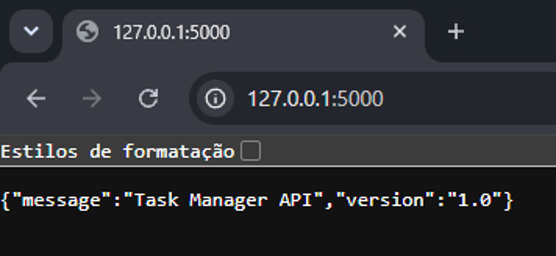 127.0.0.1:5000
127.0.0.1:5000
Estilos de formatação
{"message":"Task Manager API","version":"1.0"}